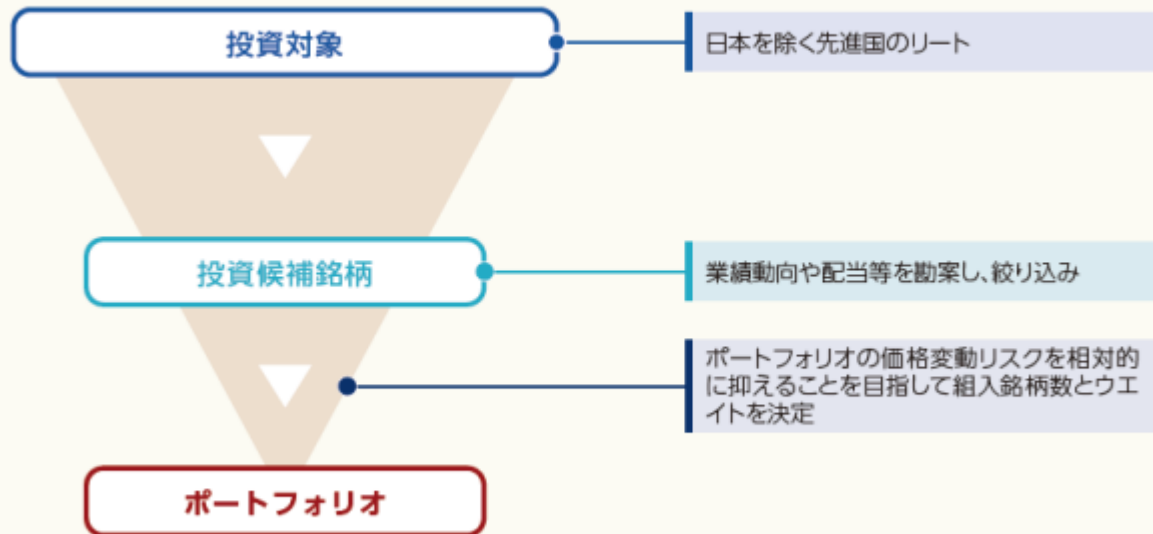 投資対象
日本を除く先進国のリート
投資候補銘柄
業績動向や配当等を勘案し、絞り込み
ポートフォリオの価格変動リスクを相対的
に抑えることを目指して組入銘柄数とウエ
イトを決定
ポートフォリオ